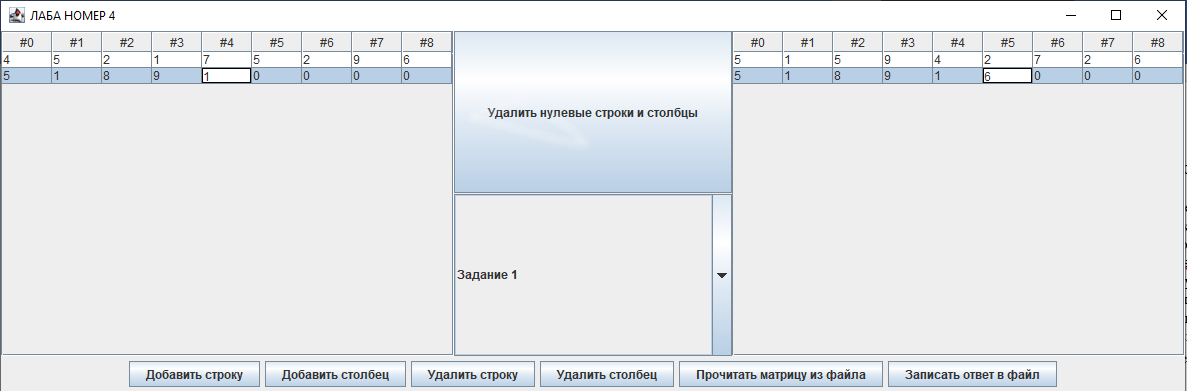 ЛАБА НОМЕР 4
#0 #1 #2 #3 #4 #5 #6 #7 #8
4 5 2 1 7 5 2 9 6
5 1 8 9 1 0 0 0 0
Удалить нулевые строки и столбцы
Задание 1
#0 #1 #2 #3 #4 #5 #6 #7 #8
5 1 5 9 4 2 7 2 6
5 1 8 9 1 6 0 0 0
Добавить строку Добавить столбец Удалить строку Удалить столбец Прочитать матрицу из файла Записать ответ в файл